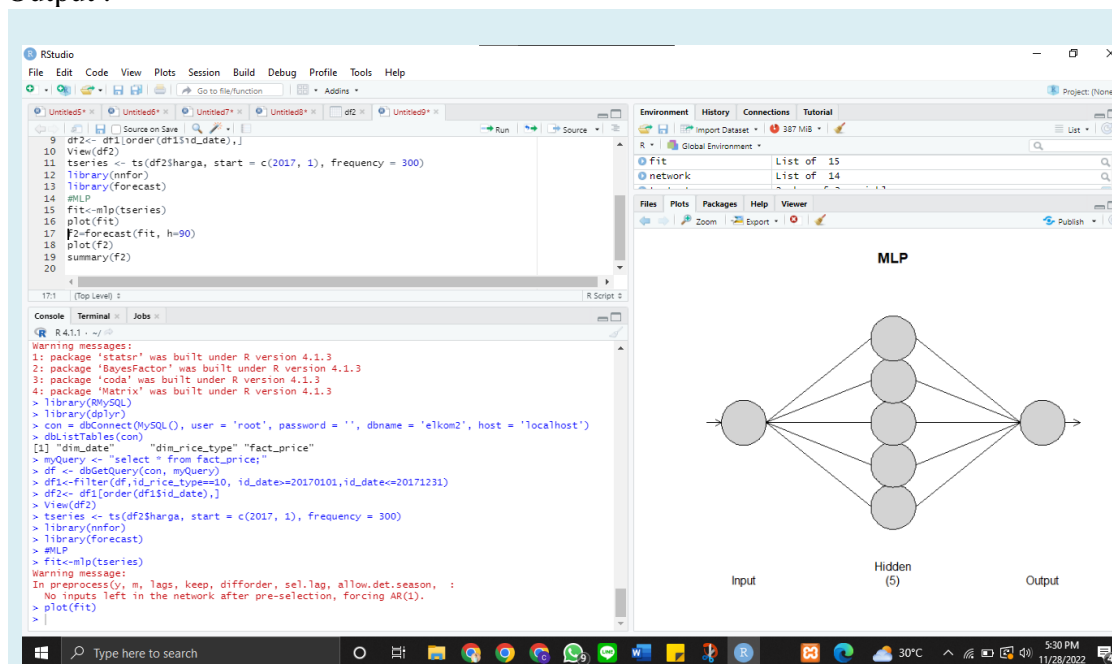 Output :
RStudio
File Edit Code View Plots Session Build Debug Profile Tools Help
Go to file/function Addins Project: (None
Untitled5* Untitled6* Untitled7* Untitled8* df2 Untitled9*
Source on Save Run Source
9 df2<- df1[order(df1$id_date),]
10 View(df2)
11 tseries <- ts(df2$harga, start = c(2017, 1), frequency = 300)
12 library(nnfor)
13 library(forecast)
14 #MLP
15 fit<-mlp(tseries)
16 plot(fit)
17 f2=forecast(fit, h=90)
18 plot(f2)
19 summary(f2)
20
17:1 (Top Level) R Script
Console Terminal Jobs
R 4.1.1 · ~/
Warning messages:
1: package 'statsr' was built under R version 4.1.3
2: package 'BayesFactor' was built under R version 4.1.3
3: package 'coda' was built under R version 4.1.3
4: package 'Matrix' was built under R version 4.1.3
> library(RMySQL)
> library(dplyr)
> con = dbConnect(MySQL(), user = 'root', password = '', dbname = 'elkom2', host = 'localhost')
> dbListTables(con)
[1] "dim_date" "dim_rice_type" "fact_price"
> myQuery <- "select * from fact_price;"
> df <- dbGetQuery(con, myQuery)
> df1<-filter(df,id_rice_type==10, id_date>=20170101,id_date<=20171231)
> df2<- df1[order(df1$id_date),]
> View(df2)
> tseries <- ts(df2$harga, start = c(2017, 1), frequency = 300)
> library(nnfor)
> library(forecast)
> #MLP
> fit<-mlp(tseries)
Warning message:
In preprocess(y, m, lags, keep, difforder, sel.lag, allow.det.season, :
No inputs left in the network after pre-selection, forcing AR(1).
> plot(fit)
>
Environment History Connections Tutorial
Import Dataset 387 MiB List
R Global Environment
fit List of 15
network List of 14
Files Plots Packages Help Viewer
Zoom Export Publish
MLP
Input
Hidden
(5)
Output
Type here to search
30°C
5:30 PM
11/28/2022